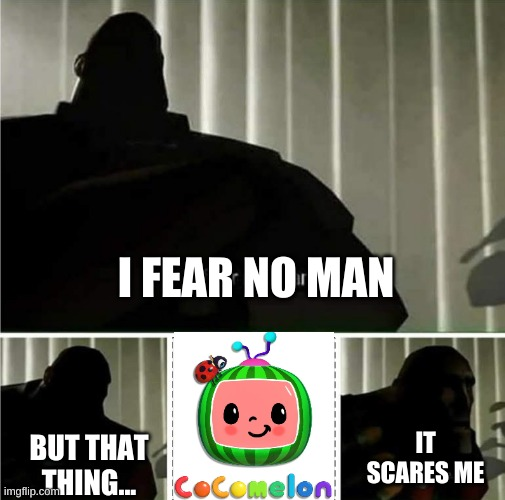 I FEAR NO MAN
BUT THAT
THING...
CoComelon
IT
SCARES ME
imgflip.com